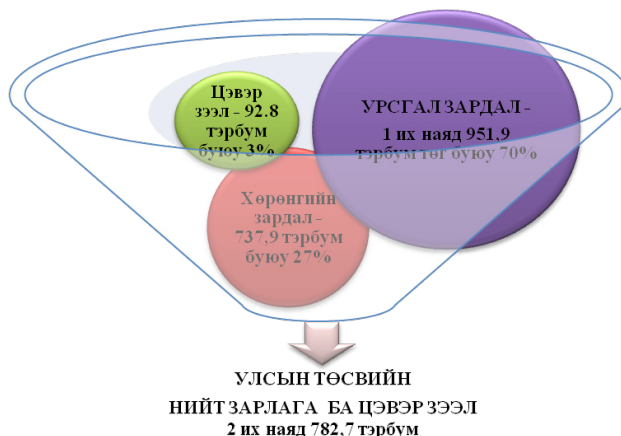 Цэвэр
зээл – 92.8
тэрбум
буюу 3%
УРСГАЛ ЗАРДАЛ -
1 их наяд 951,9
тэрбум төг буюу 70%
Хөрөнгийн
зардал -
737,9 тэрбум
буюу 27%
УЛСЫН ТӨСВИЙН
НИЙТ ЗАРЛАГА БА ЦЭВЭР ЗЭЭЛ
2 их наяд 782,7 тэрбум